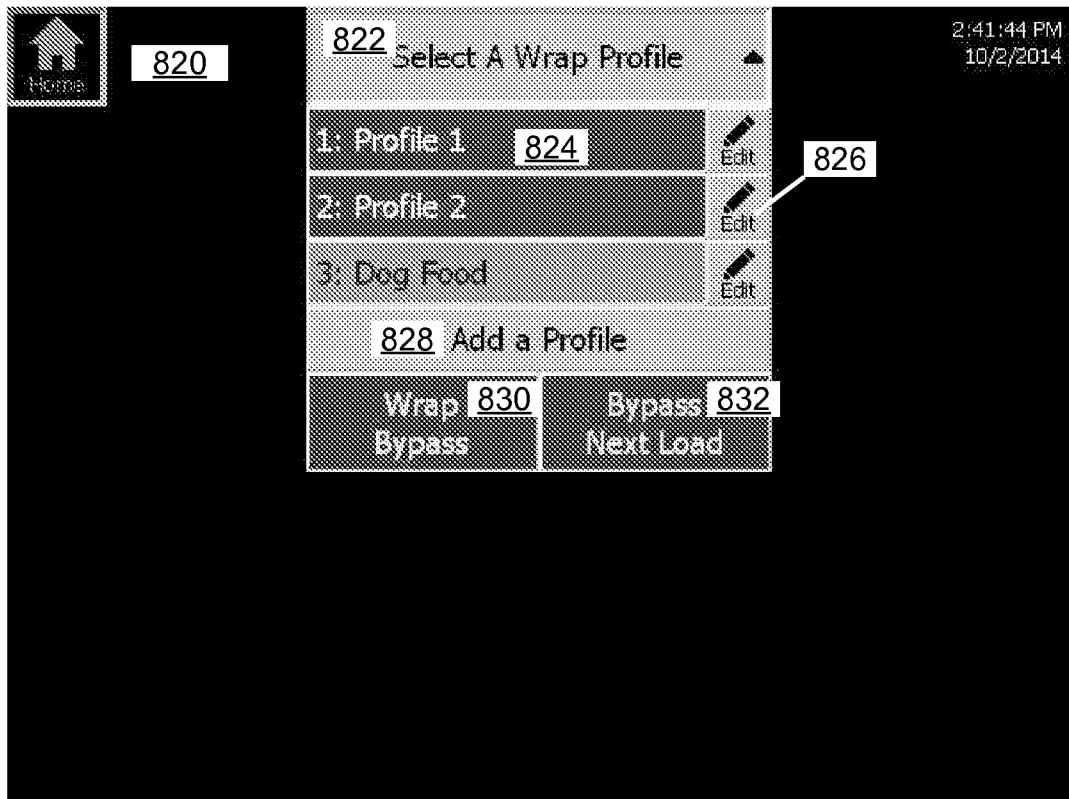 Home
820
822
Select A Wrap Profile
2:41:44 PM
10/2/2014
1: Profile 1
824
Edit
826
2: Profile 2
Edit
3: Dog Food
Edit
828 Add a Profile
Wrap 830
Bypass
Bypass 832
Next Load